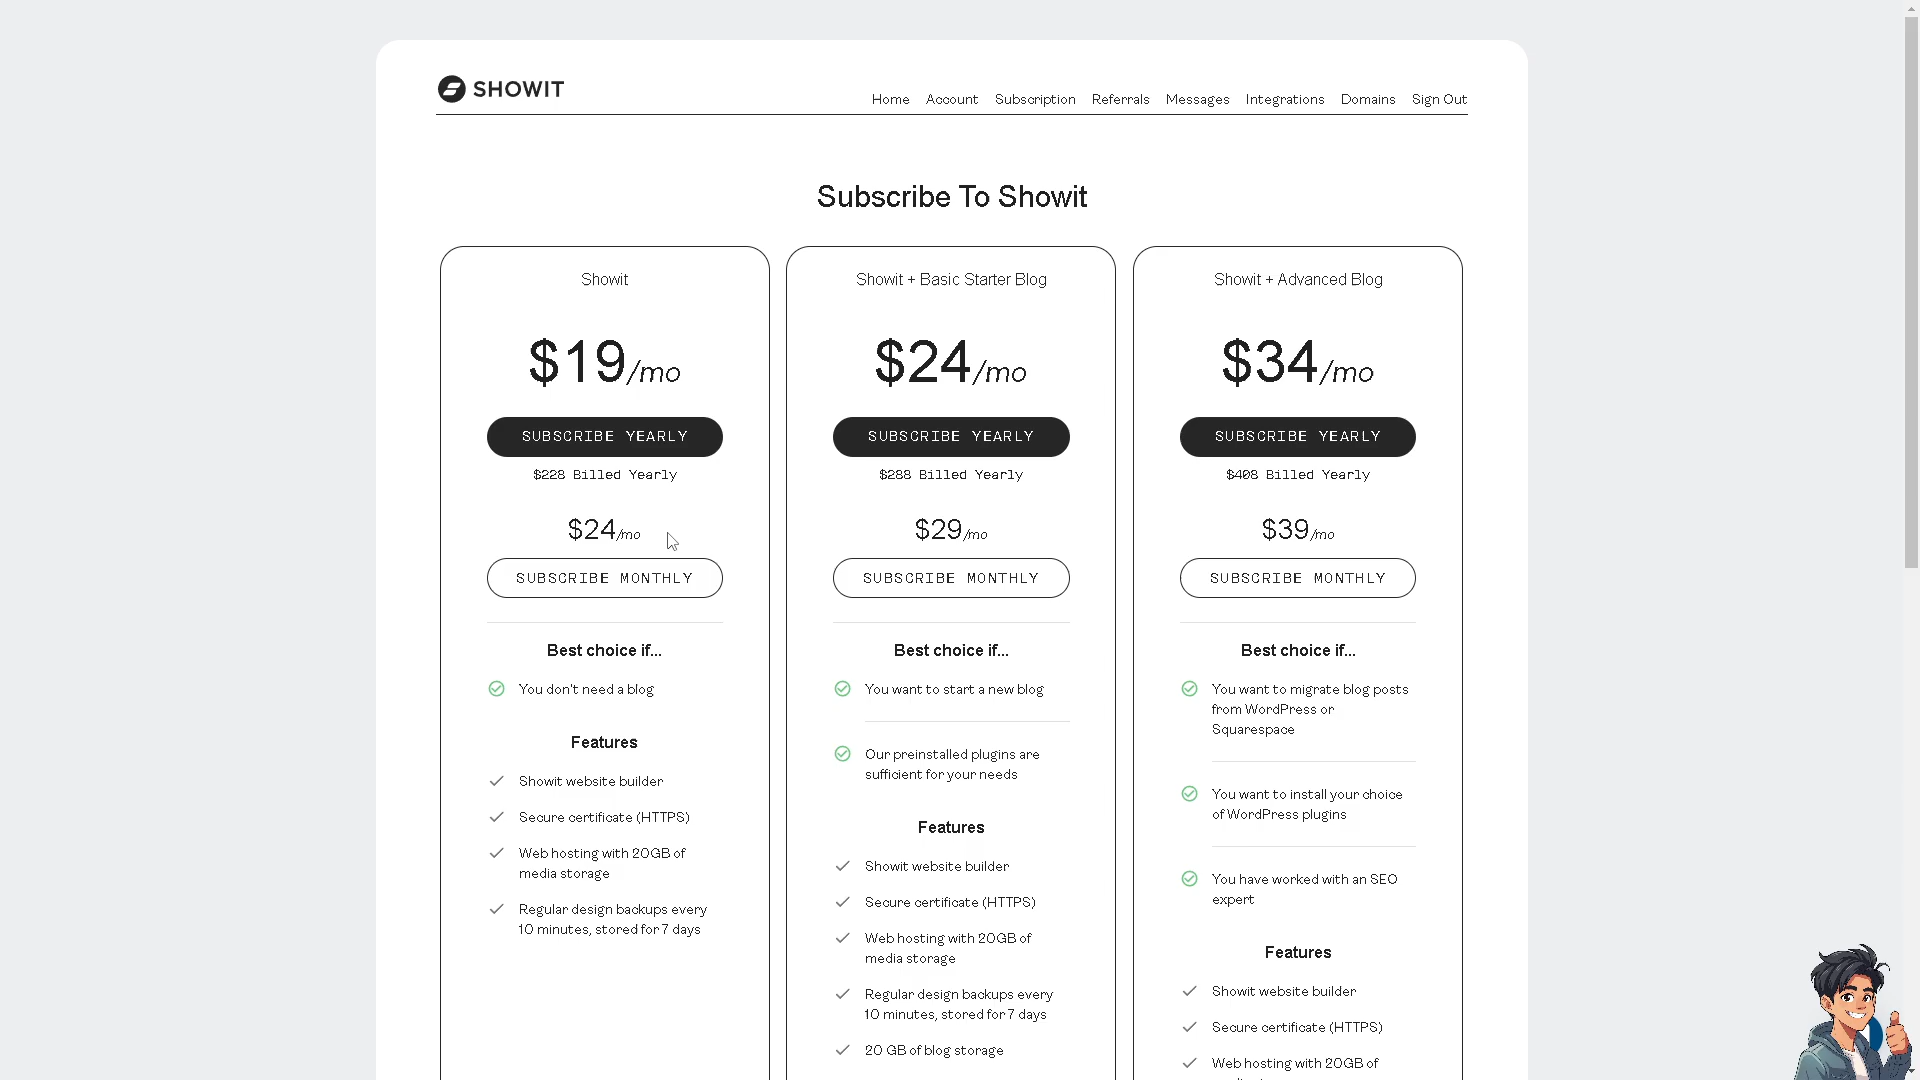 SHOWIT
Home Account Subscription Referrals Messages Integrations Domains Sign Out
Subscribe To Showit
Showit
$19/mo
SUBSCRIBE YEARLY
$228 Billed Yearly
$24/mo
SUBSCRIBE MONTHLY
Best choice if...
You don't need a blog
Features
Showit website builder
Secure certificate (HTTPS)
Web hosting with 20GB of
media storage
Regular design backups every
10 minutes, stored for 7 days
Showit + Basic Starter Blog
$24/mo
SUBSCRIBE YEARLY
$288 Billed Yearly
$29/mo
SUBSCRIBE MONTHLY
Best choice if...
You want to start a new blog
Our preinstalled plugins are
sufficient for your needs
Features
Showit website builder
Secure certificate (HTTPS)
Web hosting with 20GB of
media storage
Regular design backups every
10 minutes, stored for 7 days
20 GB of blog storage
Showit + Advanced Blog
$34/mo
SUBSCRIBE YEARLY
$408 Billed Yearly
$39/mo
SUBSCRIBE MONTHLY
Best choice if...
You want to migrate blog posts
from WordPress or
Squarespace
You want to install your choice
of WordPress plugins
You have worked with an SEO
expert
Features
Showit website builder
Secure certificate (HTTPS)
Web hosting with 20GB of